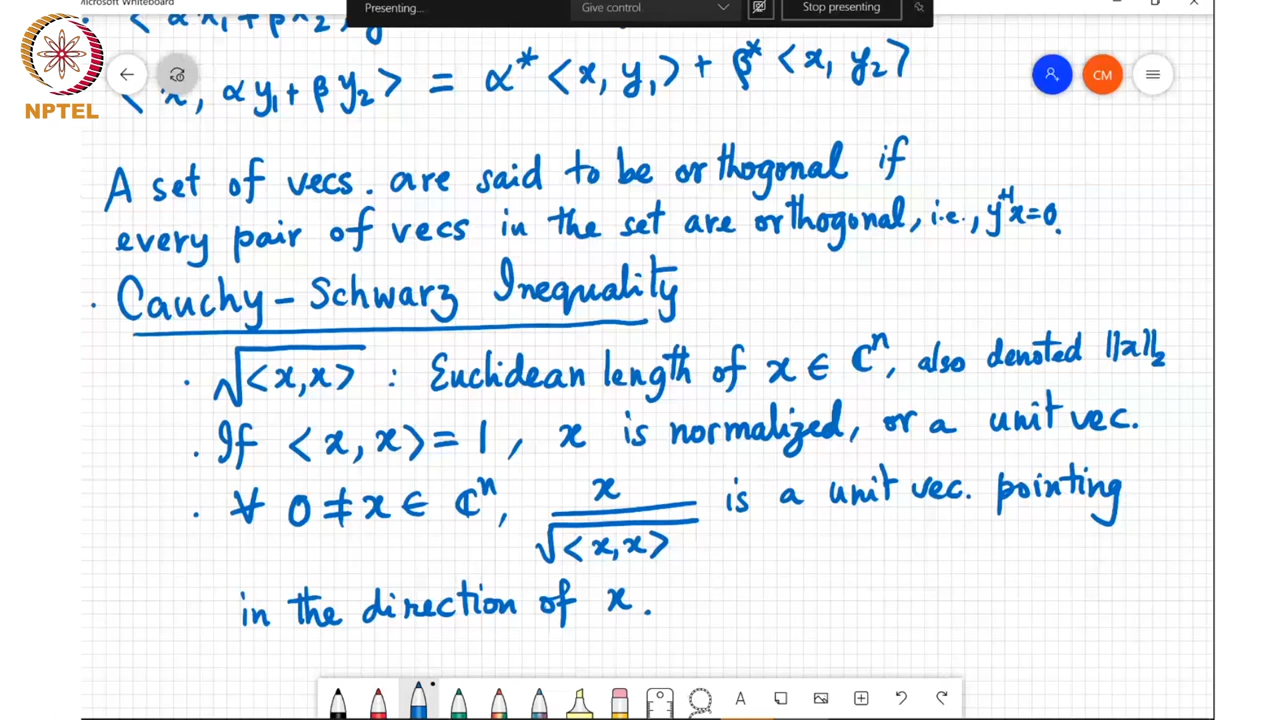 Microsoft Whiteboard
Presenting...
Give control
Stop presenting
NPTEL
CM
< αx₁ + βx₂, y
< x, αy₁ + βy₂ > = α* <x, y₁> + β* <x, y₂>
A set of vecs. are said to be orthogonal if
every pair of vecs in the set are orthogonal, i.e., yᴴx=0.
· Cauchy-Schwarz Inequality
· √<x,x> : Euclidean length of x ∈ ℂⁿ, also denoted ||x||₂
· If <x, x> = 1, x is normalized, or a unit vec.
· ∀ 0 ≠ x ∈ ℂⁿ, x / √<x,x> is a unit vec. pointing
in the direction of x.
A